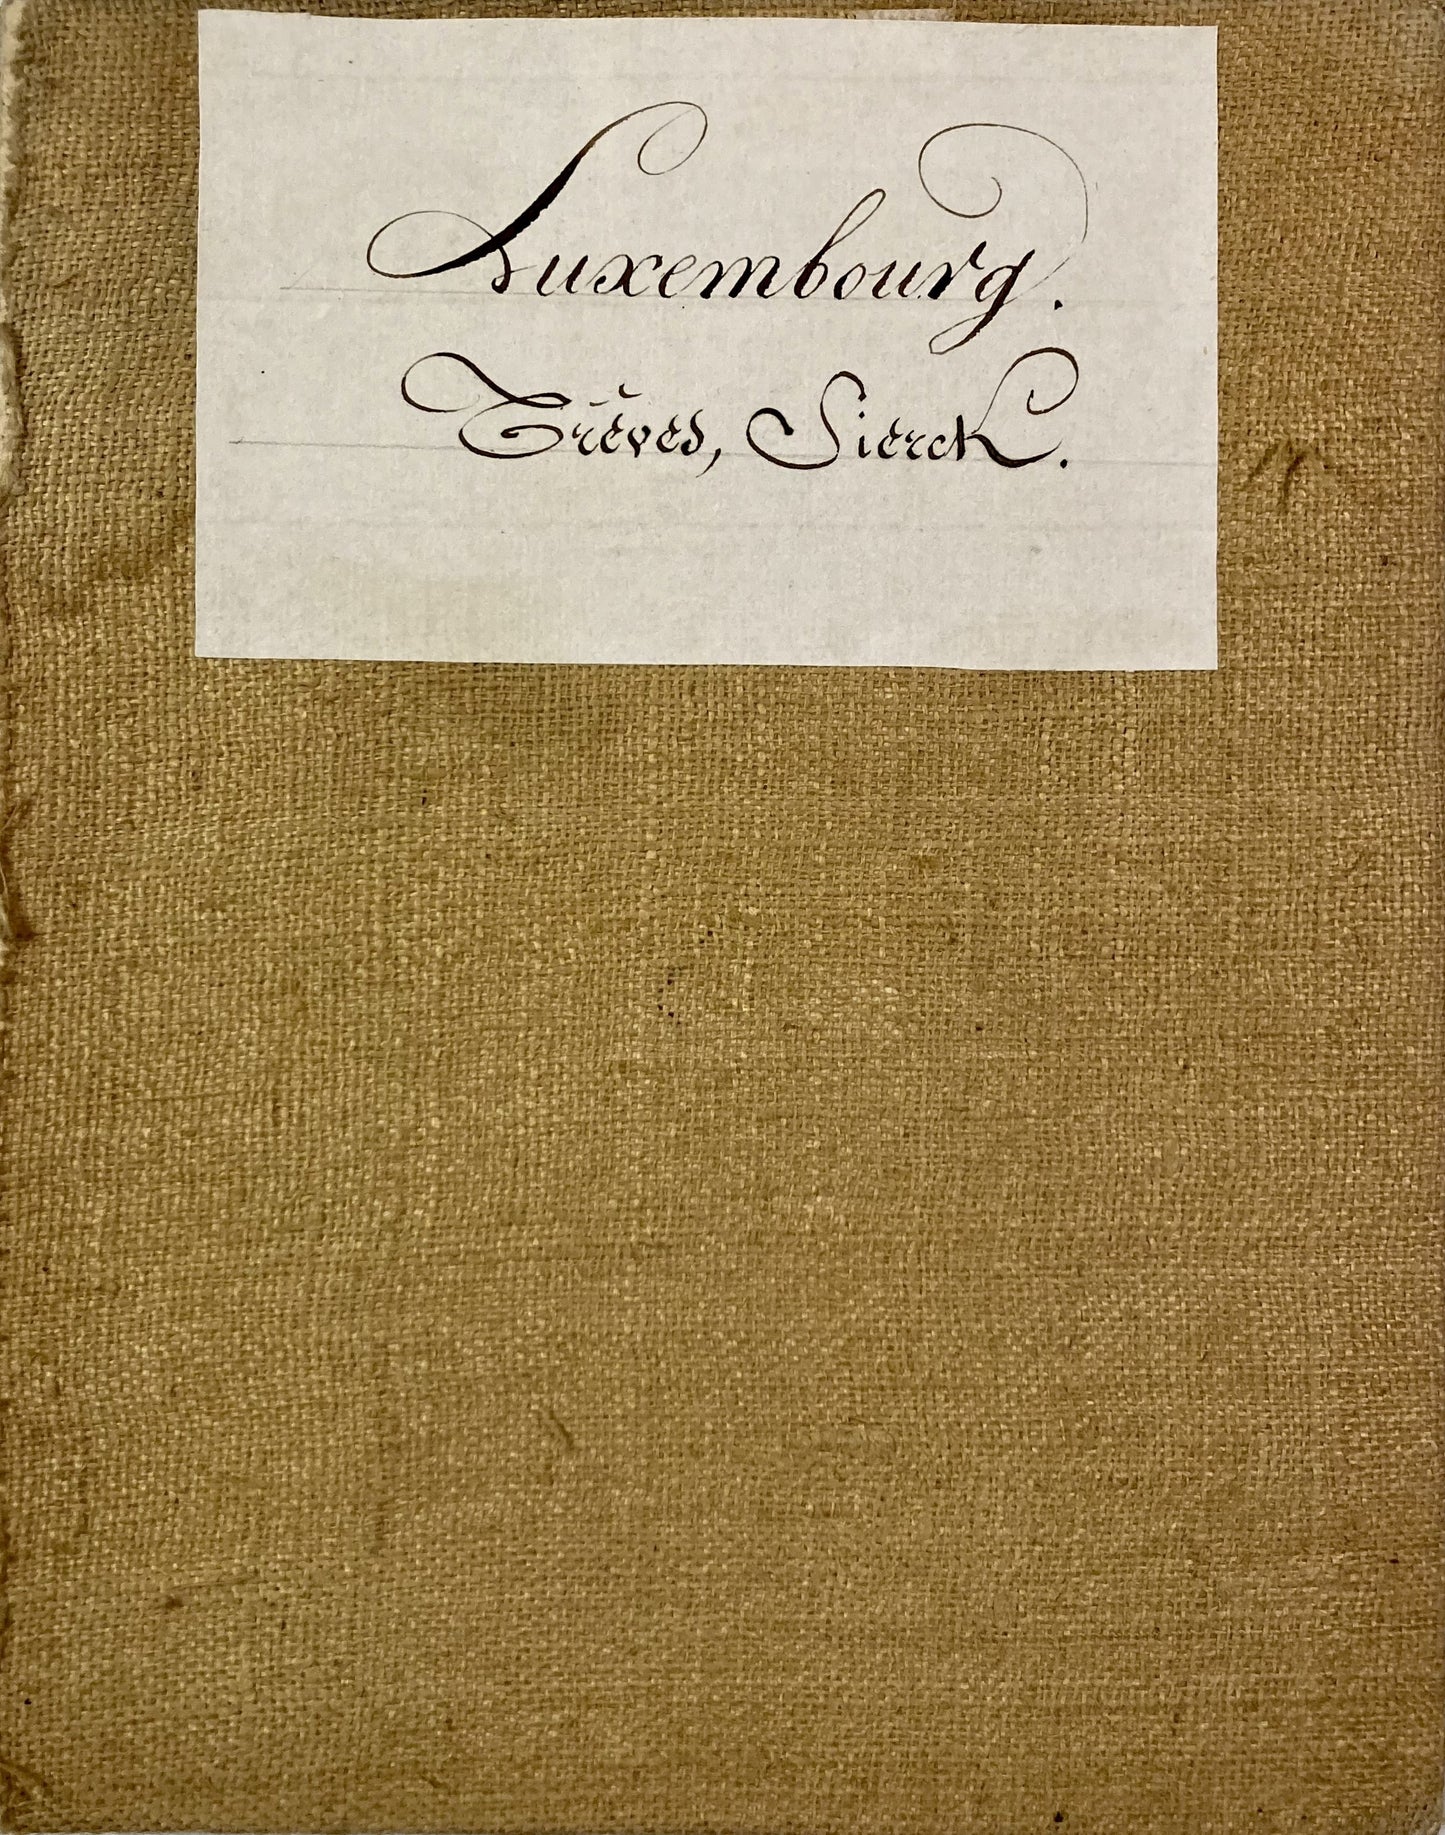 Luxembourg.
Trèves, Sierck.